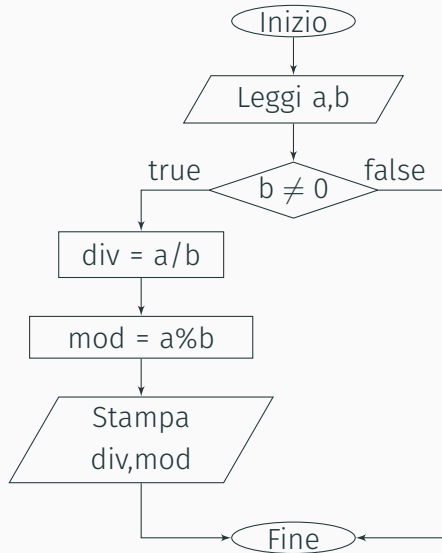 Inizio
Leggi a,b
true
false
b ≠ 0
div = a/b
mod = a%b
Stampa
div,mod
Fine